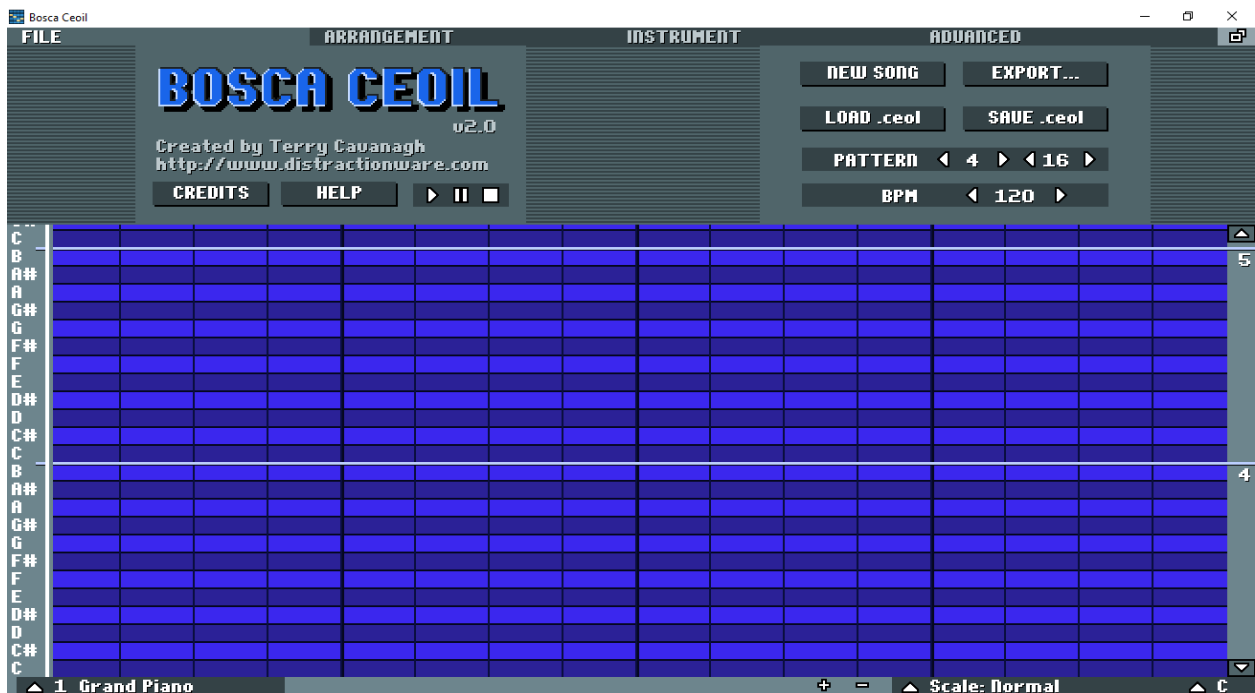 Bosca Ceoil
FILE ARRANGEMENT INSTRUMENT ADVANCED
BOSCA CEOIL
v2.0
Created by Terry Cavanagh
http://www.distractionware.com
CREDITS HELP
NEW SONG EXPORT...
LOAD .ceol SAVE .ceol
PATTERN 4 16
BPM 120
C
B 5
A#
A
G#
G
F#
F
E
D#
D
C#
C
B 4
A#
A
G#
G
F#
F
E
D#
D
C#
C
1 Grand Piano + - Scale: Normal C